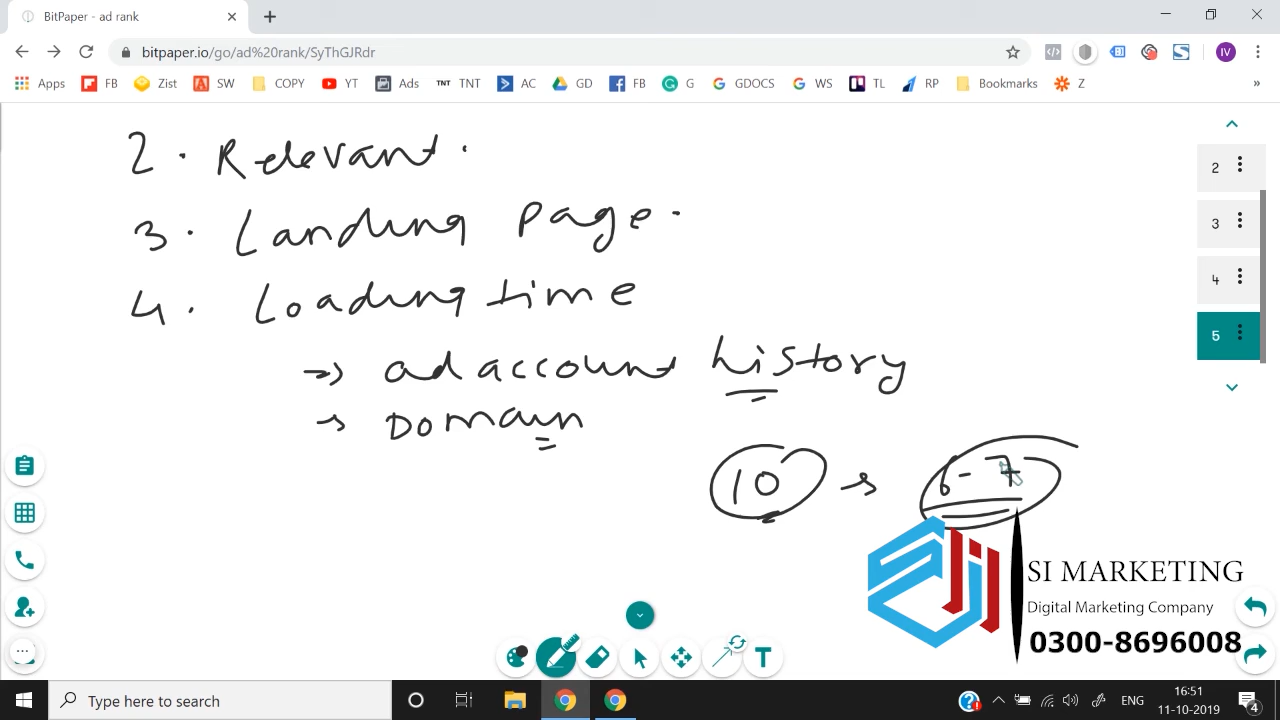 BitPaper - ad rank
bitpaper.io/go/ad%20rank/SyThGJRdr
IV
Apps FB Zist SW COPY YT Ads TNT TNT AC GD FB G GDOCS WS TL RP Bookmarks Z »
2. Relevant.
3. Landing page.
4. Loading time
→ ad account history
→ Domain
10 → 6-7
2
3
4
5
SI MARKETING
Digital Marketing Company
0300-8696008
T
Type here to search
ENG
16:51
11-10-2019
4